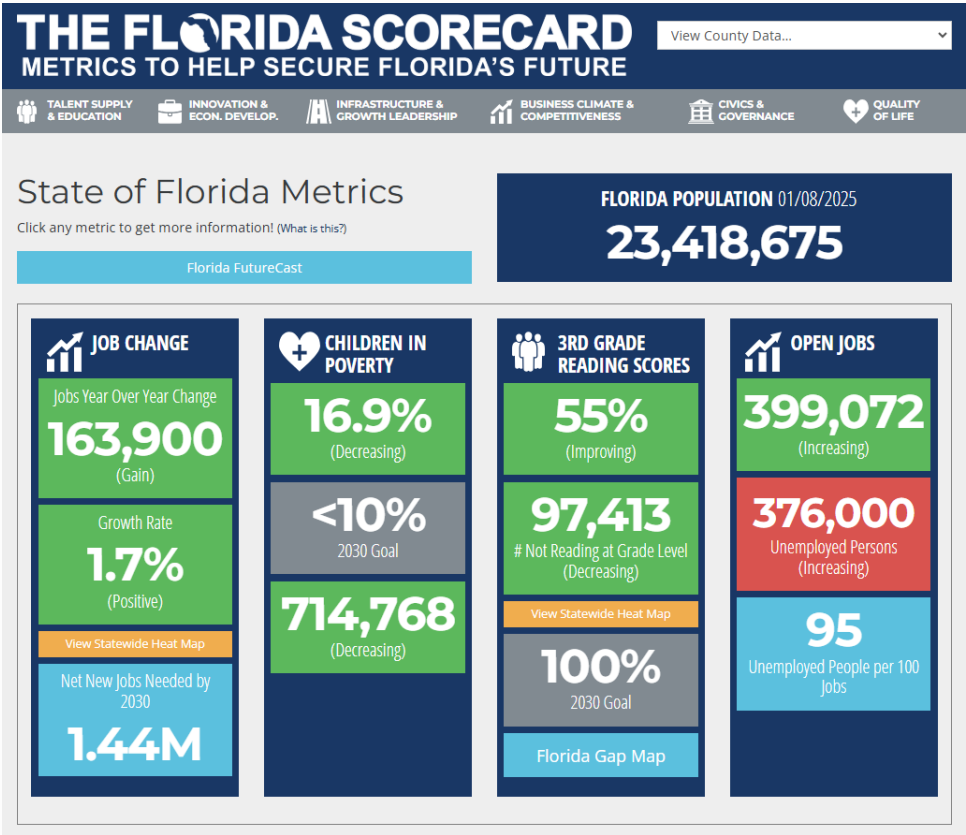 THE FLORIDA SCORECARD
METRICS TO HELP SECURE FLORIDA'S FUTURE
View County Data...
TALENT SUPPLY
& EDUCATION
INNOVATION &
ECON. DEVELOP.
INFRASTRUCTURE &
GROWTH LEADERSHIP
BUSINESS CLIMATE &
COMPETITIVENESS
CIVICS &
GOVERNANCE
QUALITY
OF LIFE
State of Florida Metrics
Click any metric to get more information! (What is this?)
Florida FutureCast
FLORIDA POPULATION 01/08/2025
23,418,675
JOB CHANGE
Jobs Year Over Year Change
163,900
(Gain)
Growth Rate
1.7%
(Positive)
View Statewide Heat Map
Net New Jobs Needed by
2030
1.44M
CHILDREN IN
POVERTY
16.9%
(Decreasing)
<10%
2030 Goal
714,768
(Decreasing)
3RD GRADE
READING SCORES
55%
(Improving)
97,413
# Not Reading at Grade Level
(Decreasing)
View Statewide Heat Map
100%
2030 Goal
Florida Gap Map
OPEN JOBS
399,072
(Increasing)
376,000
Unemployed Persons
(Increasing)
95
Unemployed People per 100
Jobs